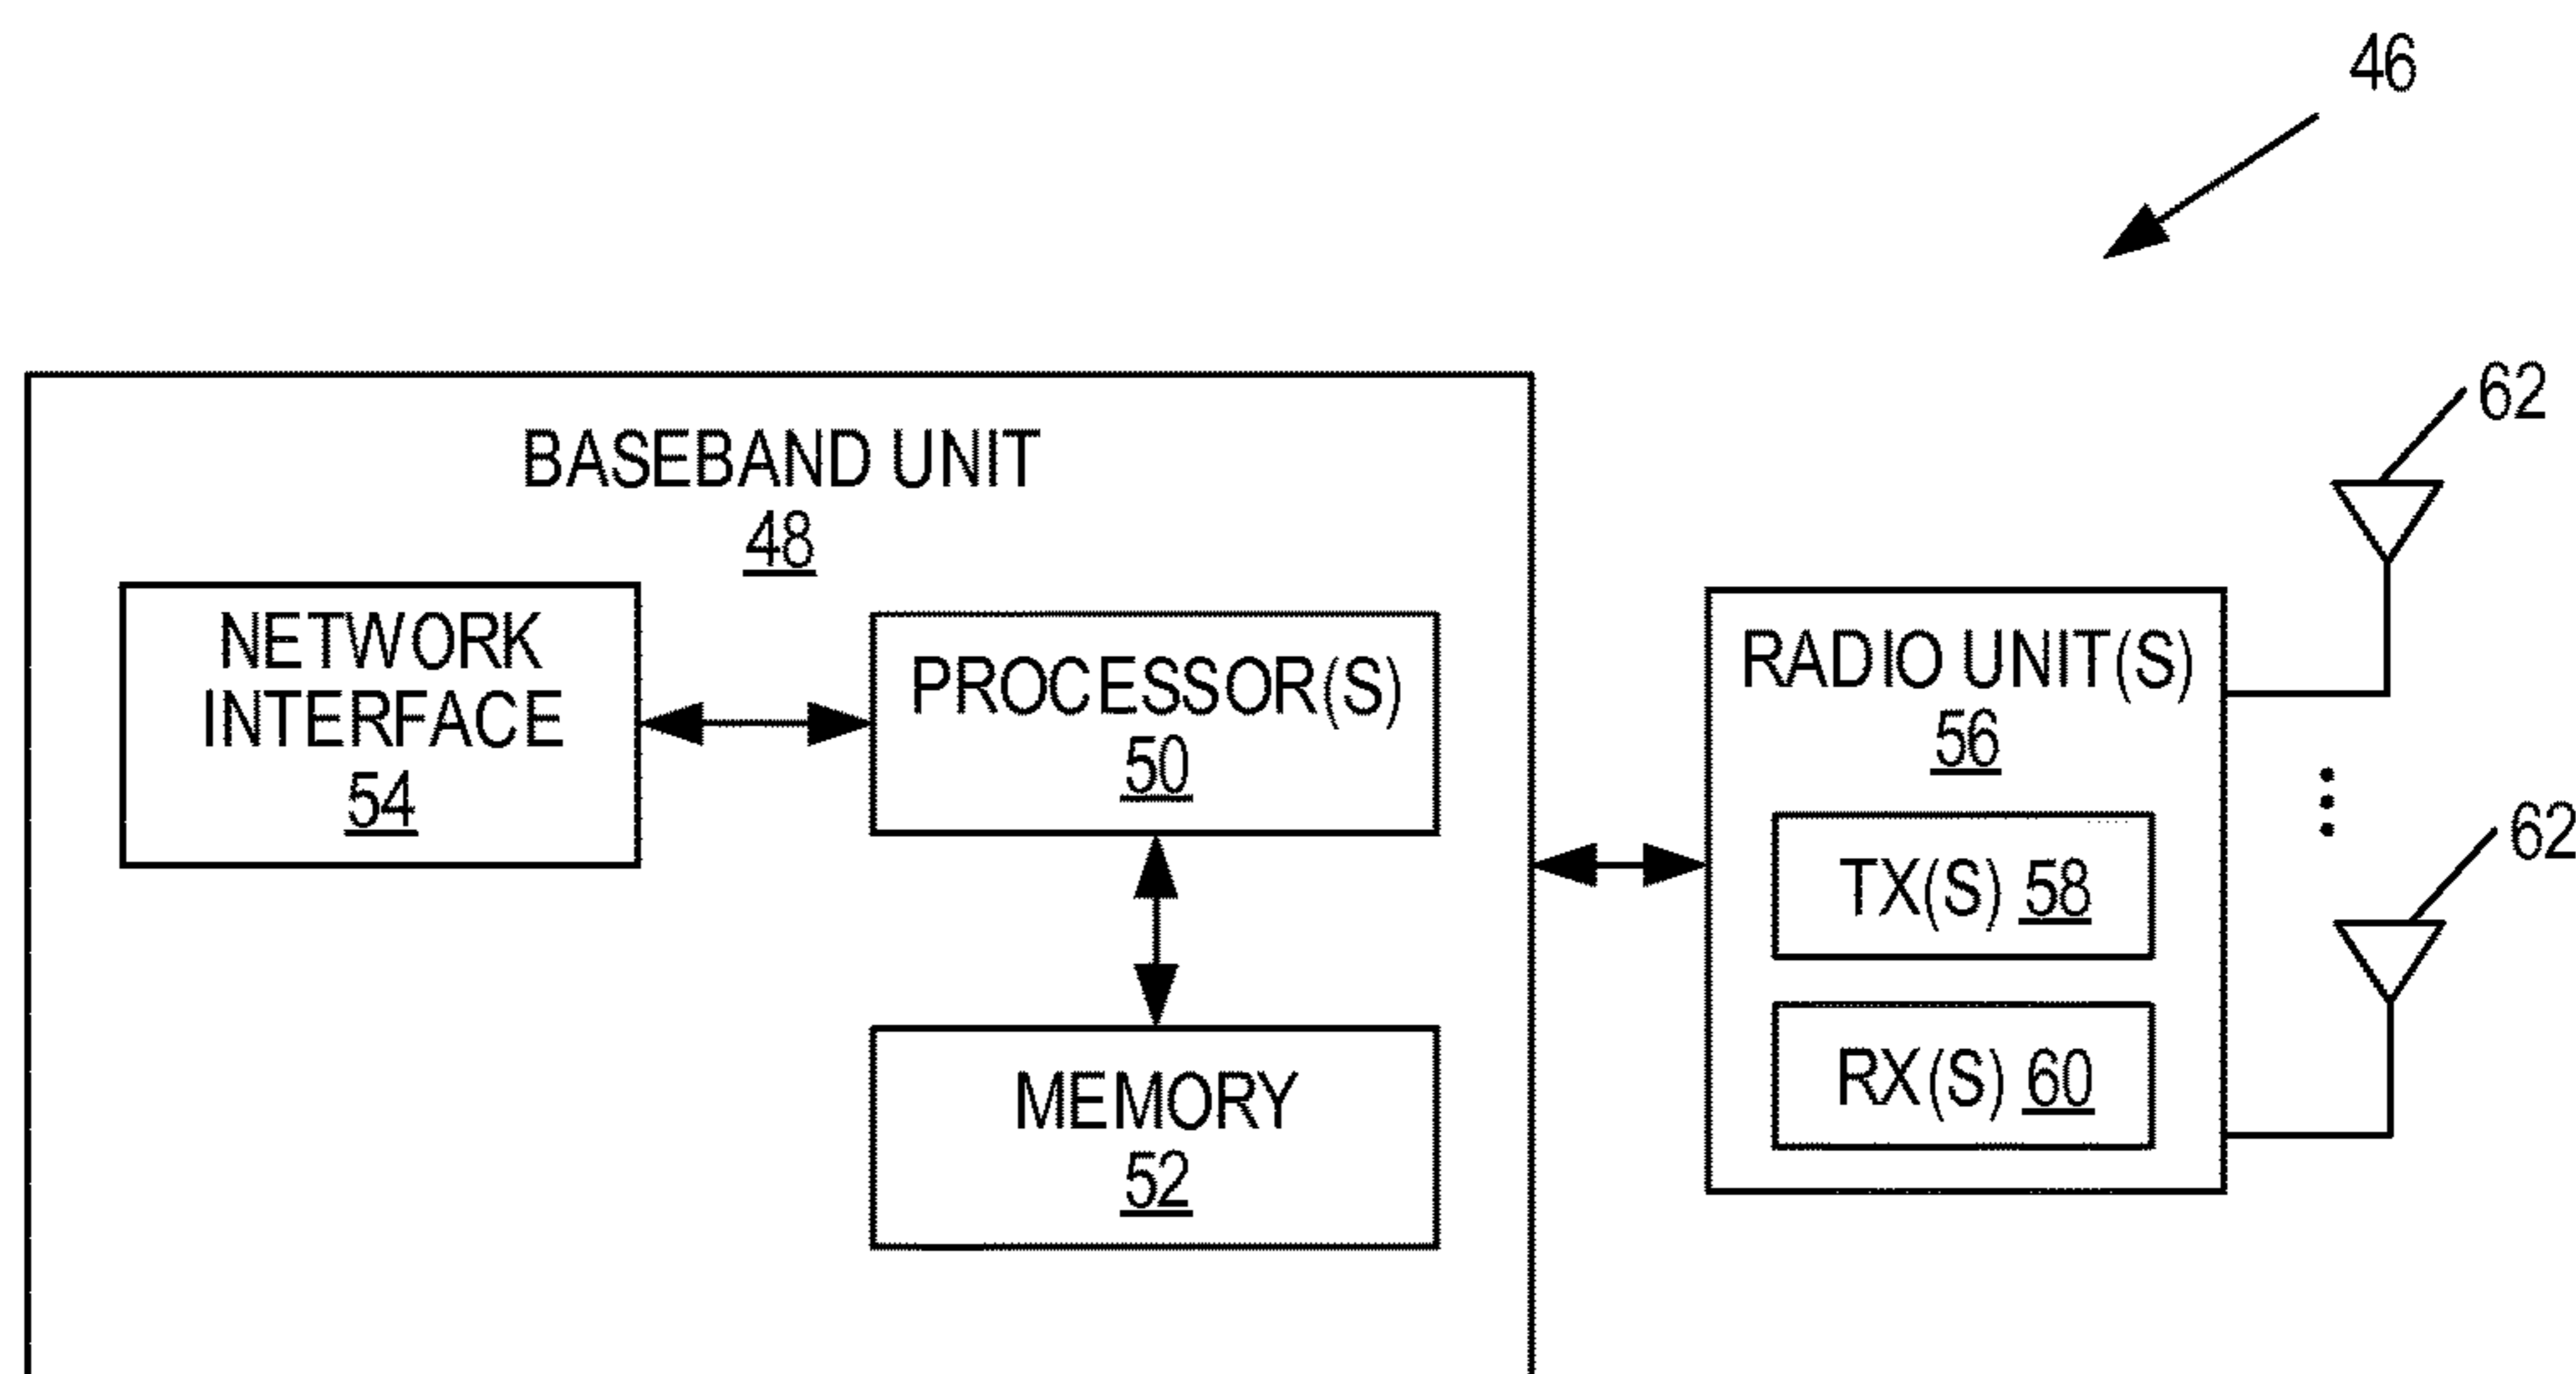 46
62
BASEBAND UNIT
48
NETWORK
INTERFACE
54
PROCESSOR(S)
50
MEMORY
52
RADIO UNIT(S)
56
TX(S) 58
RX(S) 60
62